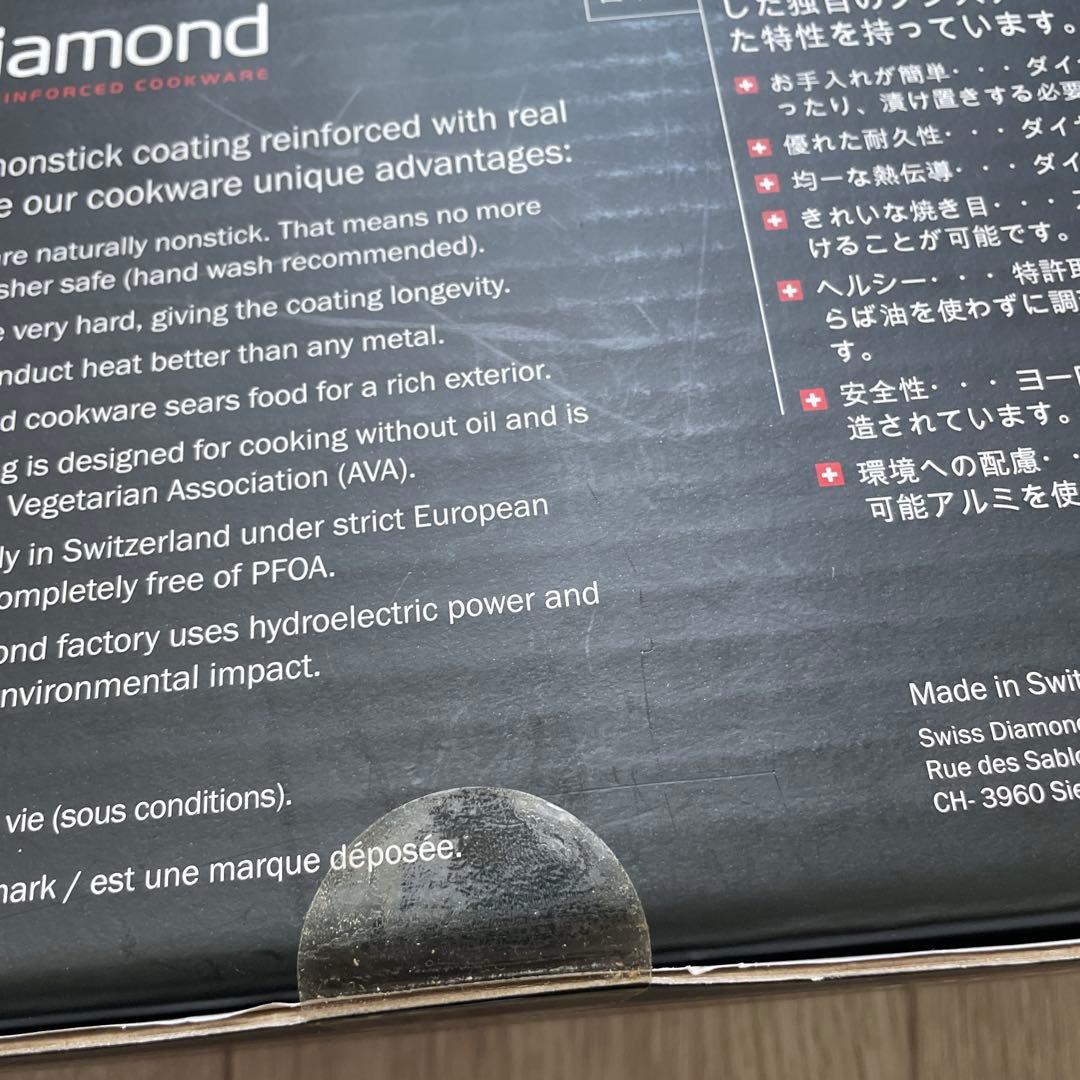 iamond
INFORCED COOKWARE
nonstick coating reinforced with real
e our cookware unique advantages:
re naturally nonstick. That means no more
sher safe (hand wash recommended).
e very hard, giving the coating longevity.
nduct heat better than any metal.
d cookware sears food for a rich exterior.
g is designed for cooking without oil and is
Vegetarian Association (AVA).
ly in Switzerland under strict European
ompletely free of PFOA.
ond factory uses hydroelectric power and
nvironmental impact.
vie (sous conditions).
mark / est une marque déposée.
した独自の
た特性を持っています。
お手入れが簡単・・・ダイ
ったり、漬け置きする必要
優れた耐久性・・・ダイ
均一な熱伝導・・・ダイ
きれいな焼き目・・・
けることが可能です。
ヘルシー・・・特許取
らば油を使わずに調
す。
安全性・・・ヨー
造されています。
環境への配慮・・
可能アルミを使
Made in Swit
Swiss Diamond
Rue des Sablo
CH- 3960 Sie